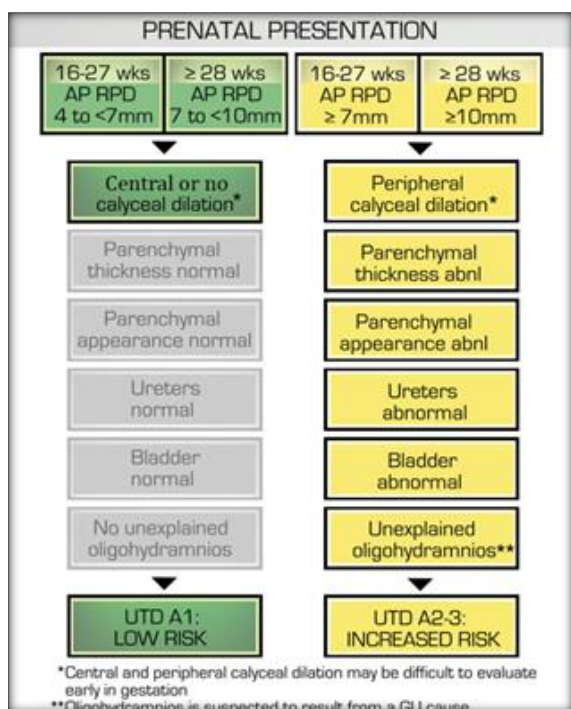 PRENATAL PRESENTATION
16-27 wks
AP RPD
4 to <7mm
≥ 28 wks
AP RPD
7 to <10mm
16-27 wks
AP RPD
≥ 7mm
≥ 28 wks
AP RPD
≥10mm
Central or no
calyceal dilation*
Peripheral
calyceal dilation*
Parenchymal
thickness normal
Parenchymal
thickness abnl
Parenchymal
appearance normal
Parenchymal
appearance abnl
Ureters
normal
Ureters
abnormal
Bladder
normal
Bladder
abnormal
No unexplained
oligohydramnios
Unexplained
oligohydramnios**
UTD A1:
LOW RISK
UTD A2-3:
INCREASED RISK
*Central and peripheral calyceal dilation may be difficult to evaluate
early in gestation
**Oligohydramnios is suspected to result from a GU cause